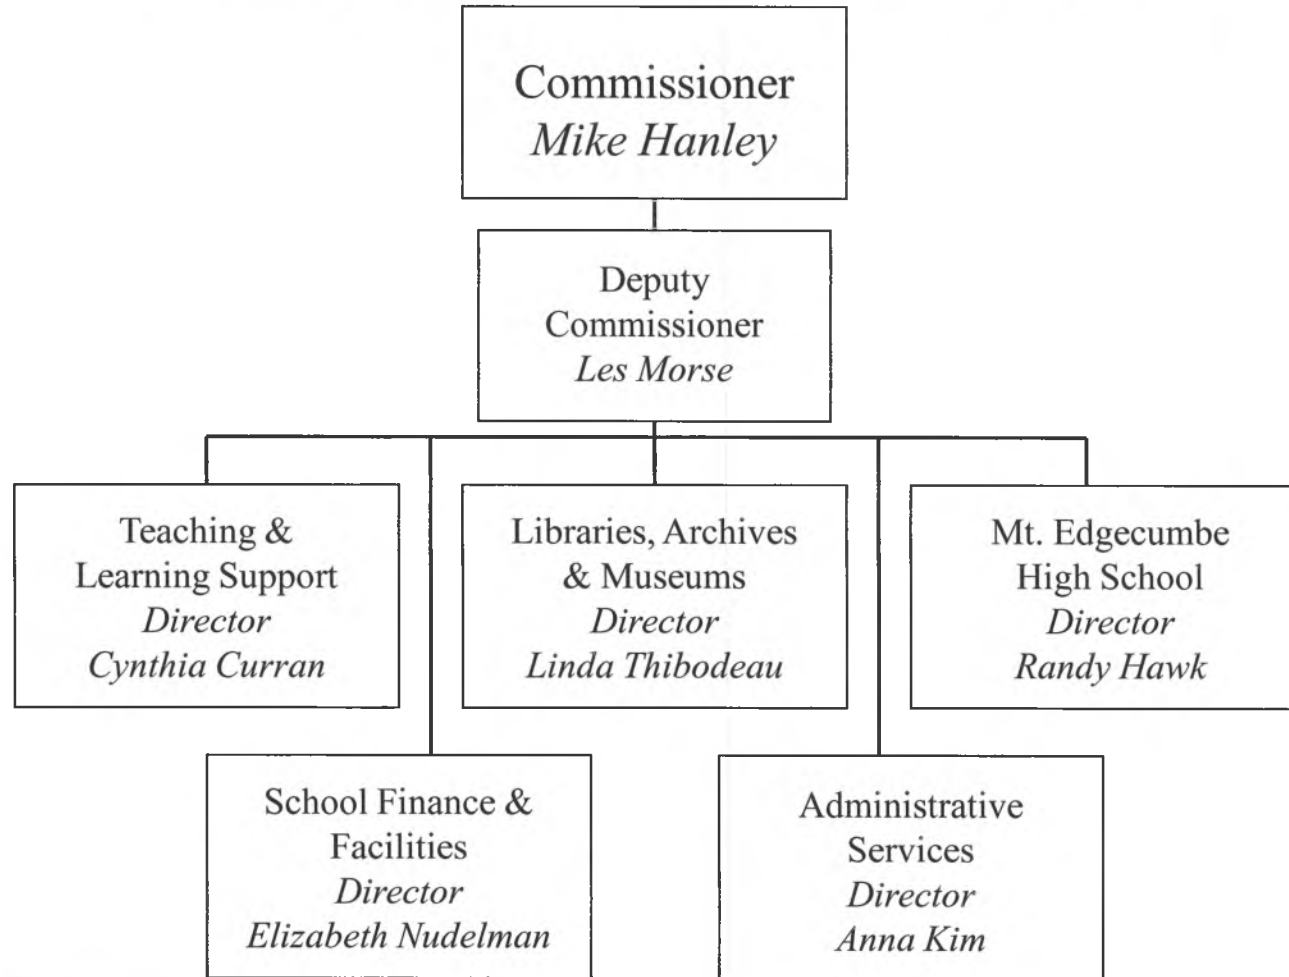 Commissioner
Mike Hanley
Deputy
Commissioner
Les Morse
Teaching &
Learning Support
Director
Cynthia Curran
Libraries, Archives
& Museums
Director
Linda Thibodeau
Mt. Edgecumbe
High School
Director
Randy Hawk
School Finance &
Facilities
Director
Elizabeth Nudelman
Administrative
Services
Director
Anna Kim